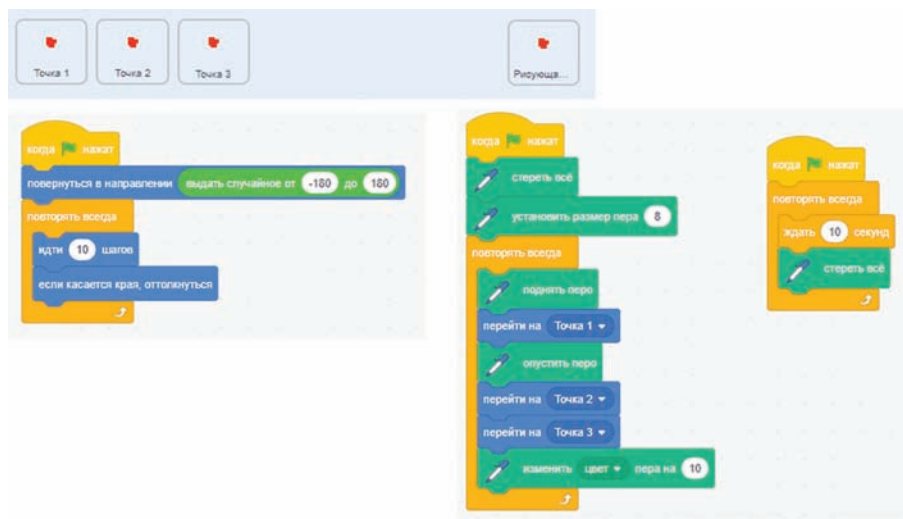 Точка 1
Точка 2
Точка 3
Рисующа...
когда нажат
повернуться в направлении выдать случайное от -180 до 180
повторять всегда
идти 10 шагов
если касается края, оттолкнуться
когда нажат
стереть всё
установить размер пера 8
повторять всегда
поднять перо
перейти на Точка 1
опустить перо
перейти на Точка 2
перейти на Точка 3
изменить цвет пера на 10
когда нажат
повторять всегда
ждать 10 секунд
стереть всё